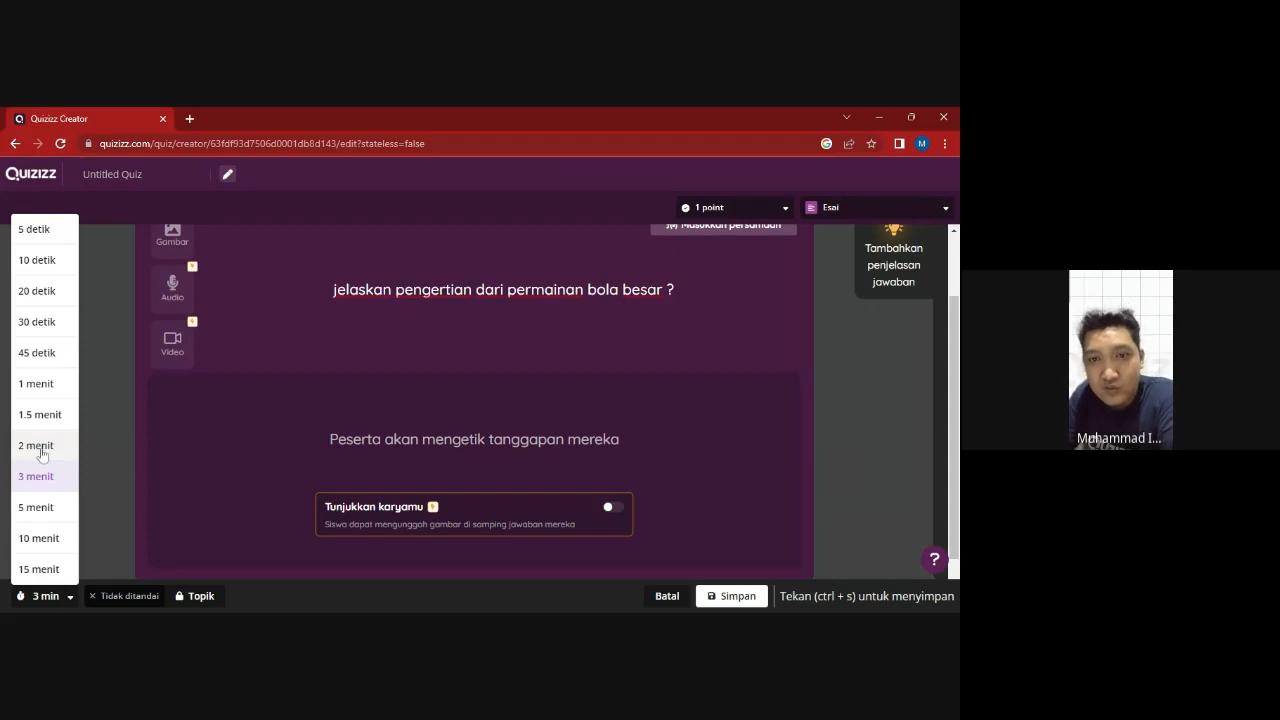 Quizizz Creator
quizizz.com/quiz/creator/63fdf93d7506d0001db8d143/edit?stateless=false
M
QUIZIZZ
Untitled Quiz
1 point
Esai
5 detik
10 detik
20 detik
30 detik
45 detik
1 menit
1.5 menit
2 menit
3 menit
5 menit
10 menit
15 menit
Gambar
Audio
Video
Masukkan persamaan
Tambahkan
penjelasan
jawaban
jelaskan pengertian dari permainan bola besar ?
Peserta akan mengetik tanggapan mereka
Tunjukkan karyamu
Siswa dapat mengunggah gambar di samping jawaban mereka
?
3 min
Tidak ditandai
Topik
Batal
Simpan
Tekan (ctrl + s) untuk menyimpan
Muhammad I...